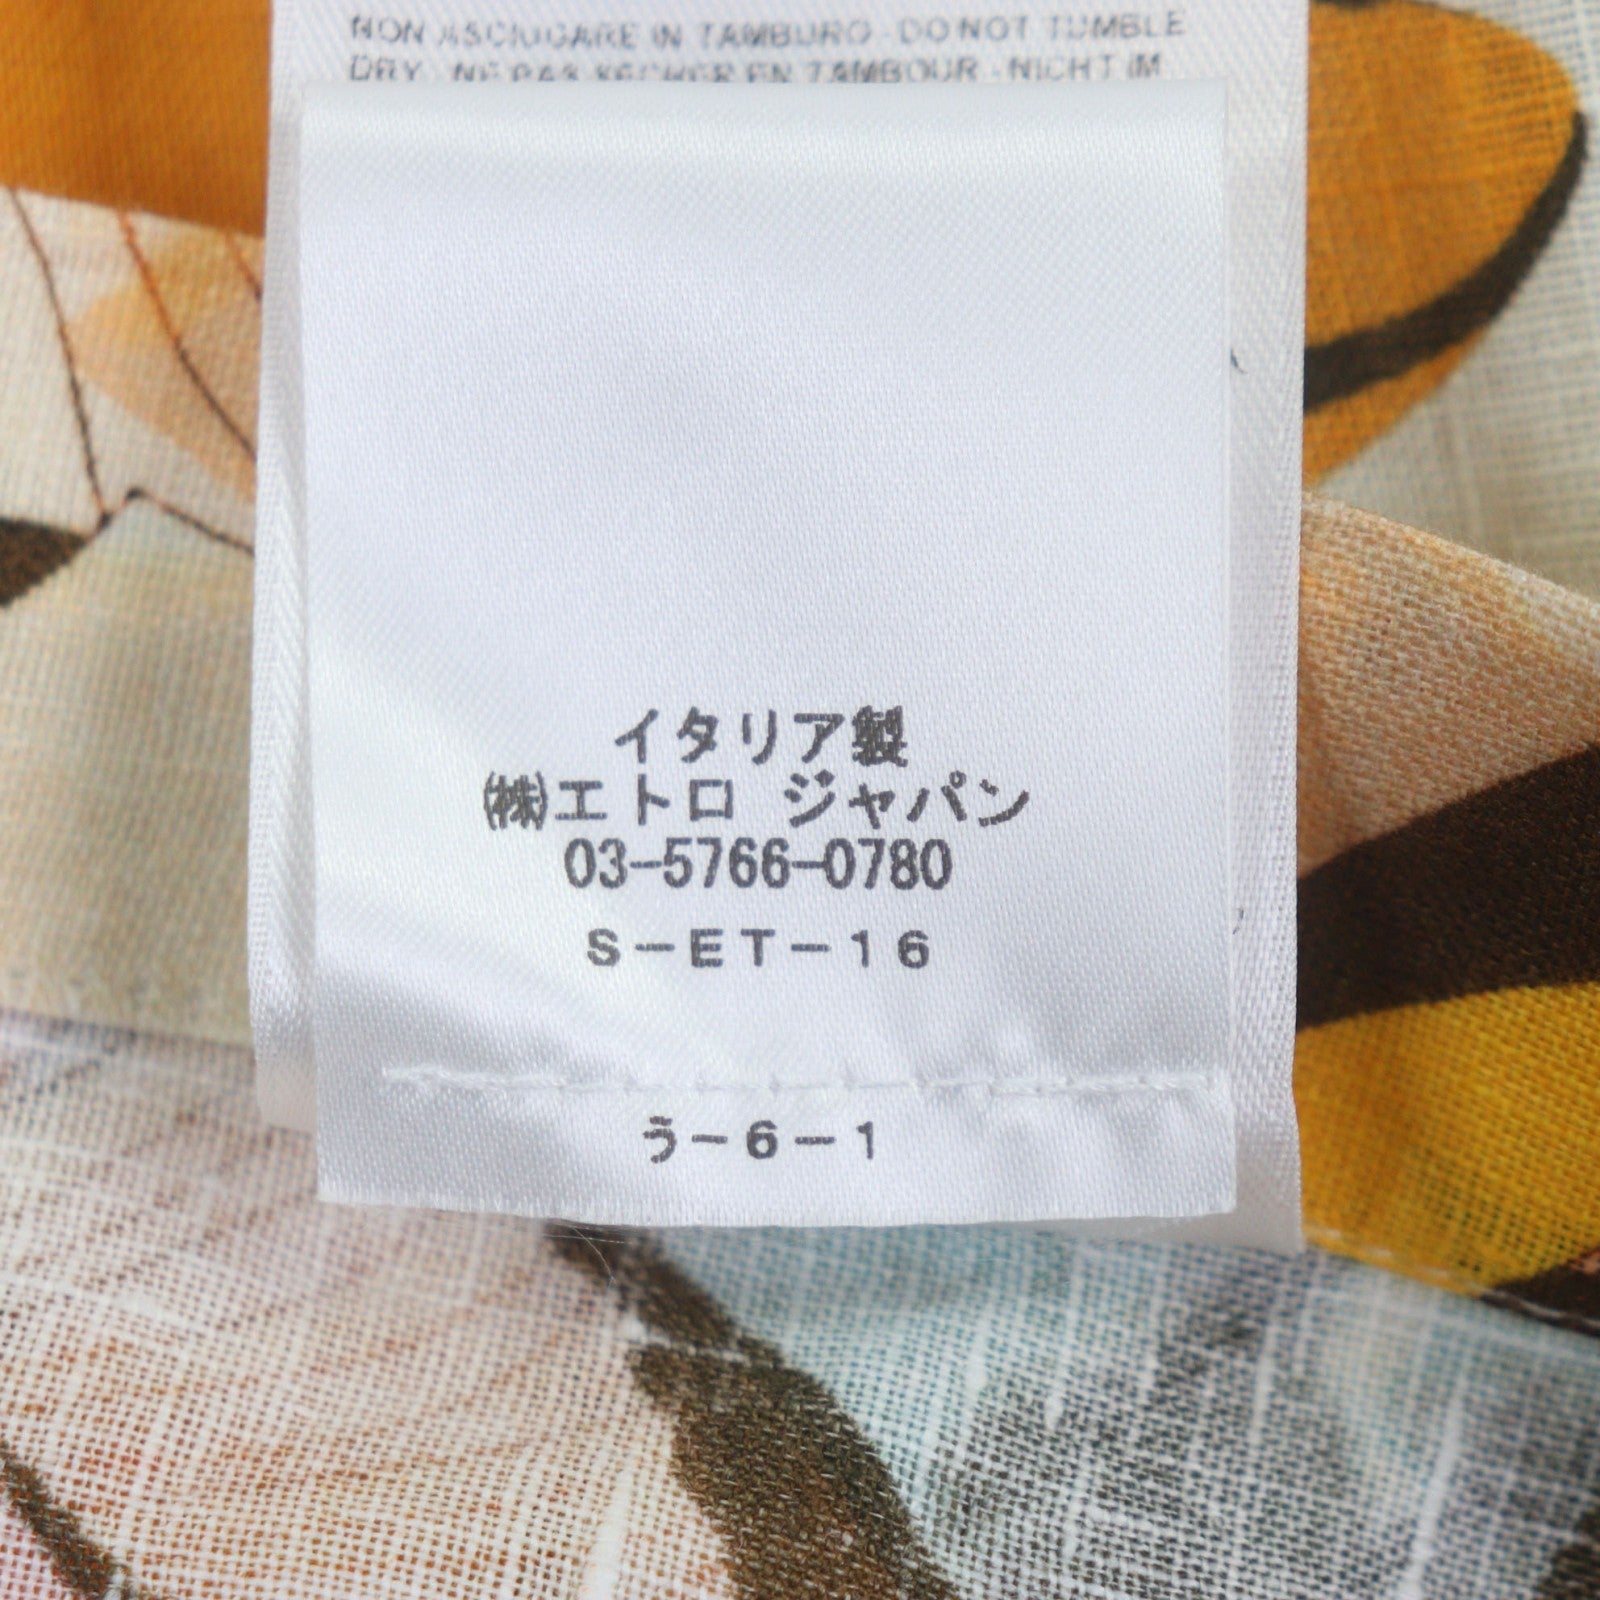 NON ASCIUGARE IN TAMBURO - DO NOT TUMBLE
DRY - NE PAS SECHER EN TAMBOUR - NICHT IM
イタリア製
㈱エトロ ジャパン
03-5766-0780
S-ET-16
う-6-1